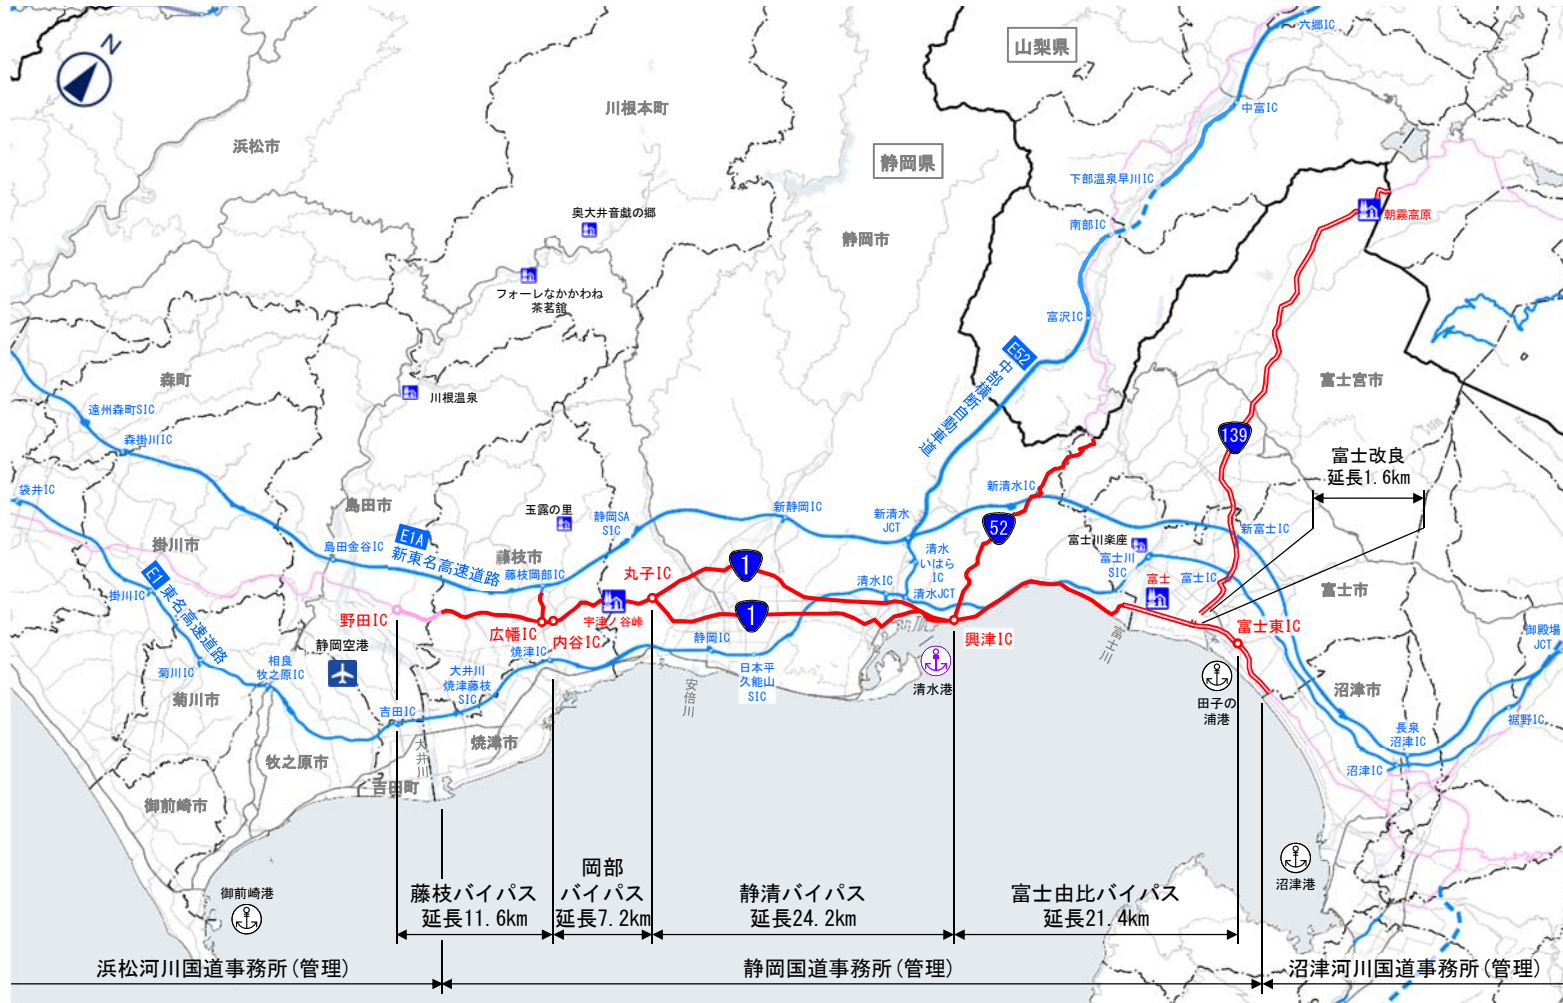 N
山梨県
六郷IC
中富IC
川根本町
浜松市
静岡県
下部温泉早川IC
奥大井音戯の郷
朝霧高原
南部IC
静岡市
フォーレなかかわね
茶茗舘
富沢IC
E52
中部横断自動車道
森町
川根温泉
富士宮市
遠州森町SIC
森掛川IC
139
富士改良
延長1.6km
袋井IC
島田市
玉露の里
静岡SA
SIC
新静岡IC
新清水IC
新清水
JCT
52
新富士IC
掛川市
E1A
新東名高速道路
島田金谷IC
藤枝市
藤枝岡部IC
丸子IC
1
清水
いはら
IC
富士川楽座
富士川
SIC
富士IC
富士
富士市
E1
東名高速道路
掛川IC
清水IC
清水JCT
野田IC
広幡IC
内谷IC
宇津ノ谷峠
1
静岡IC
興津IC
富士川
富士東IC
御殿場
JCT
静岡空港
焼津IC
菊川IC
相良
牧之原IC
大井川
焼津藤枝
SIC
日本平
久能山
SIC
安倍川
清水港
田子の
浦港
沼津市
菊川市
吉田IC
焼津市
大井川
長泉
沼津IC
裾野IC
沼津IC
牧之原市
吉田町
御前崎市
御前崎港
沼津港
藤枝バイパス
延長11.6km
岡部
バイパス
延長7.2km
静清バイパス
延長24.2km
富士由比バイパス
延長21.4km
浜松河川国道事務所(管理)
静岡国道事務所(管理)
沼津河川国道事務所(管理)